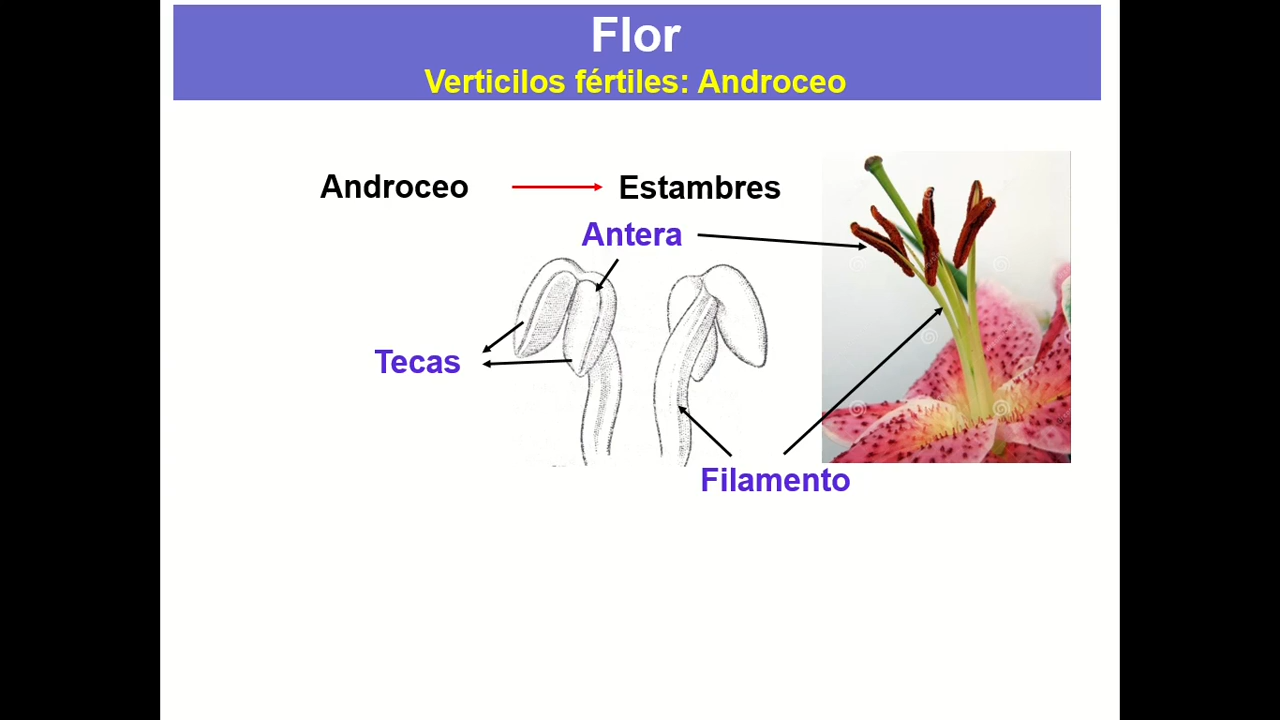 Flor
Verticilos fértiles: Androceo
Androceo
Estambres
Antera
Tecas
Filamento